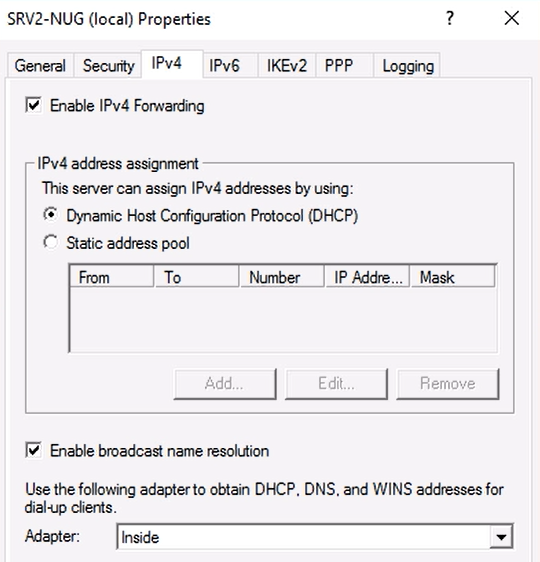 SRV2-NUG (local) Properties
?
General Security IPv4 IPv6 IKEv2 PPP Logging
Enable IPv4 Forwarding
IPv4 address assignment
This server can assign IPv4 addresses by using:
Dynamic Host Configuration Protocol (DHCP)
Static address pool
From To Number IP Addre... Mask
Add... Edit... Remove
Enable broadcast name resolution
Use the following adapter to obtain DHCP, DNS, and WINS addresses for
dial-up clients.
Adapter: Inside